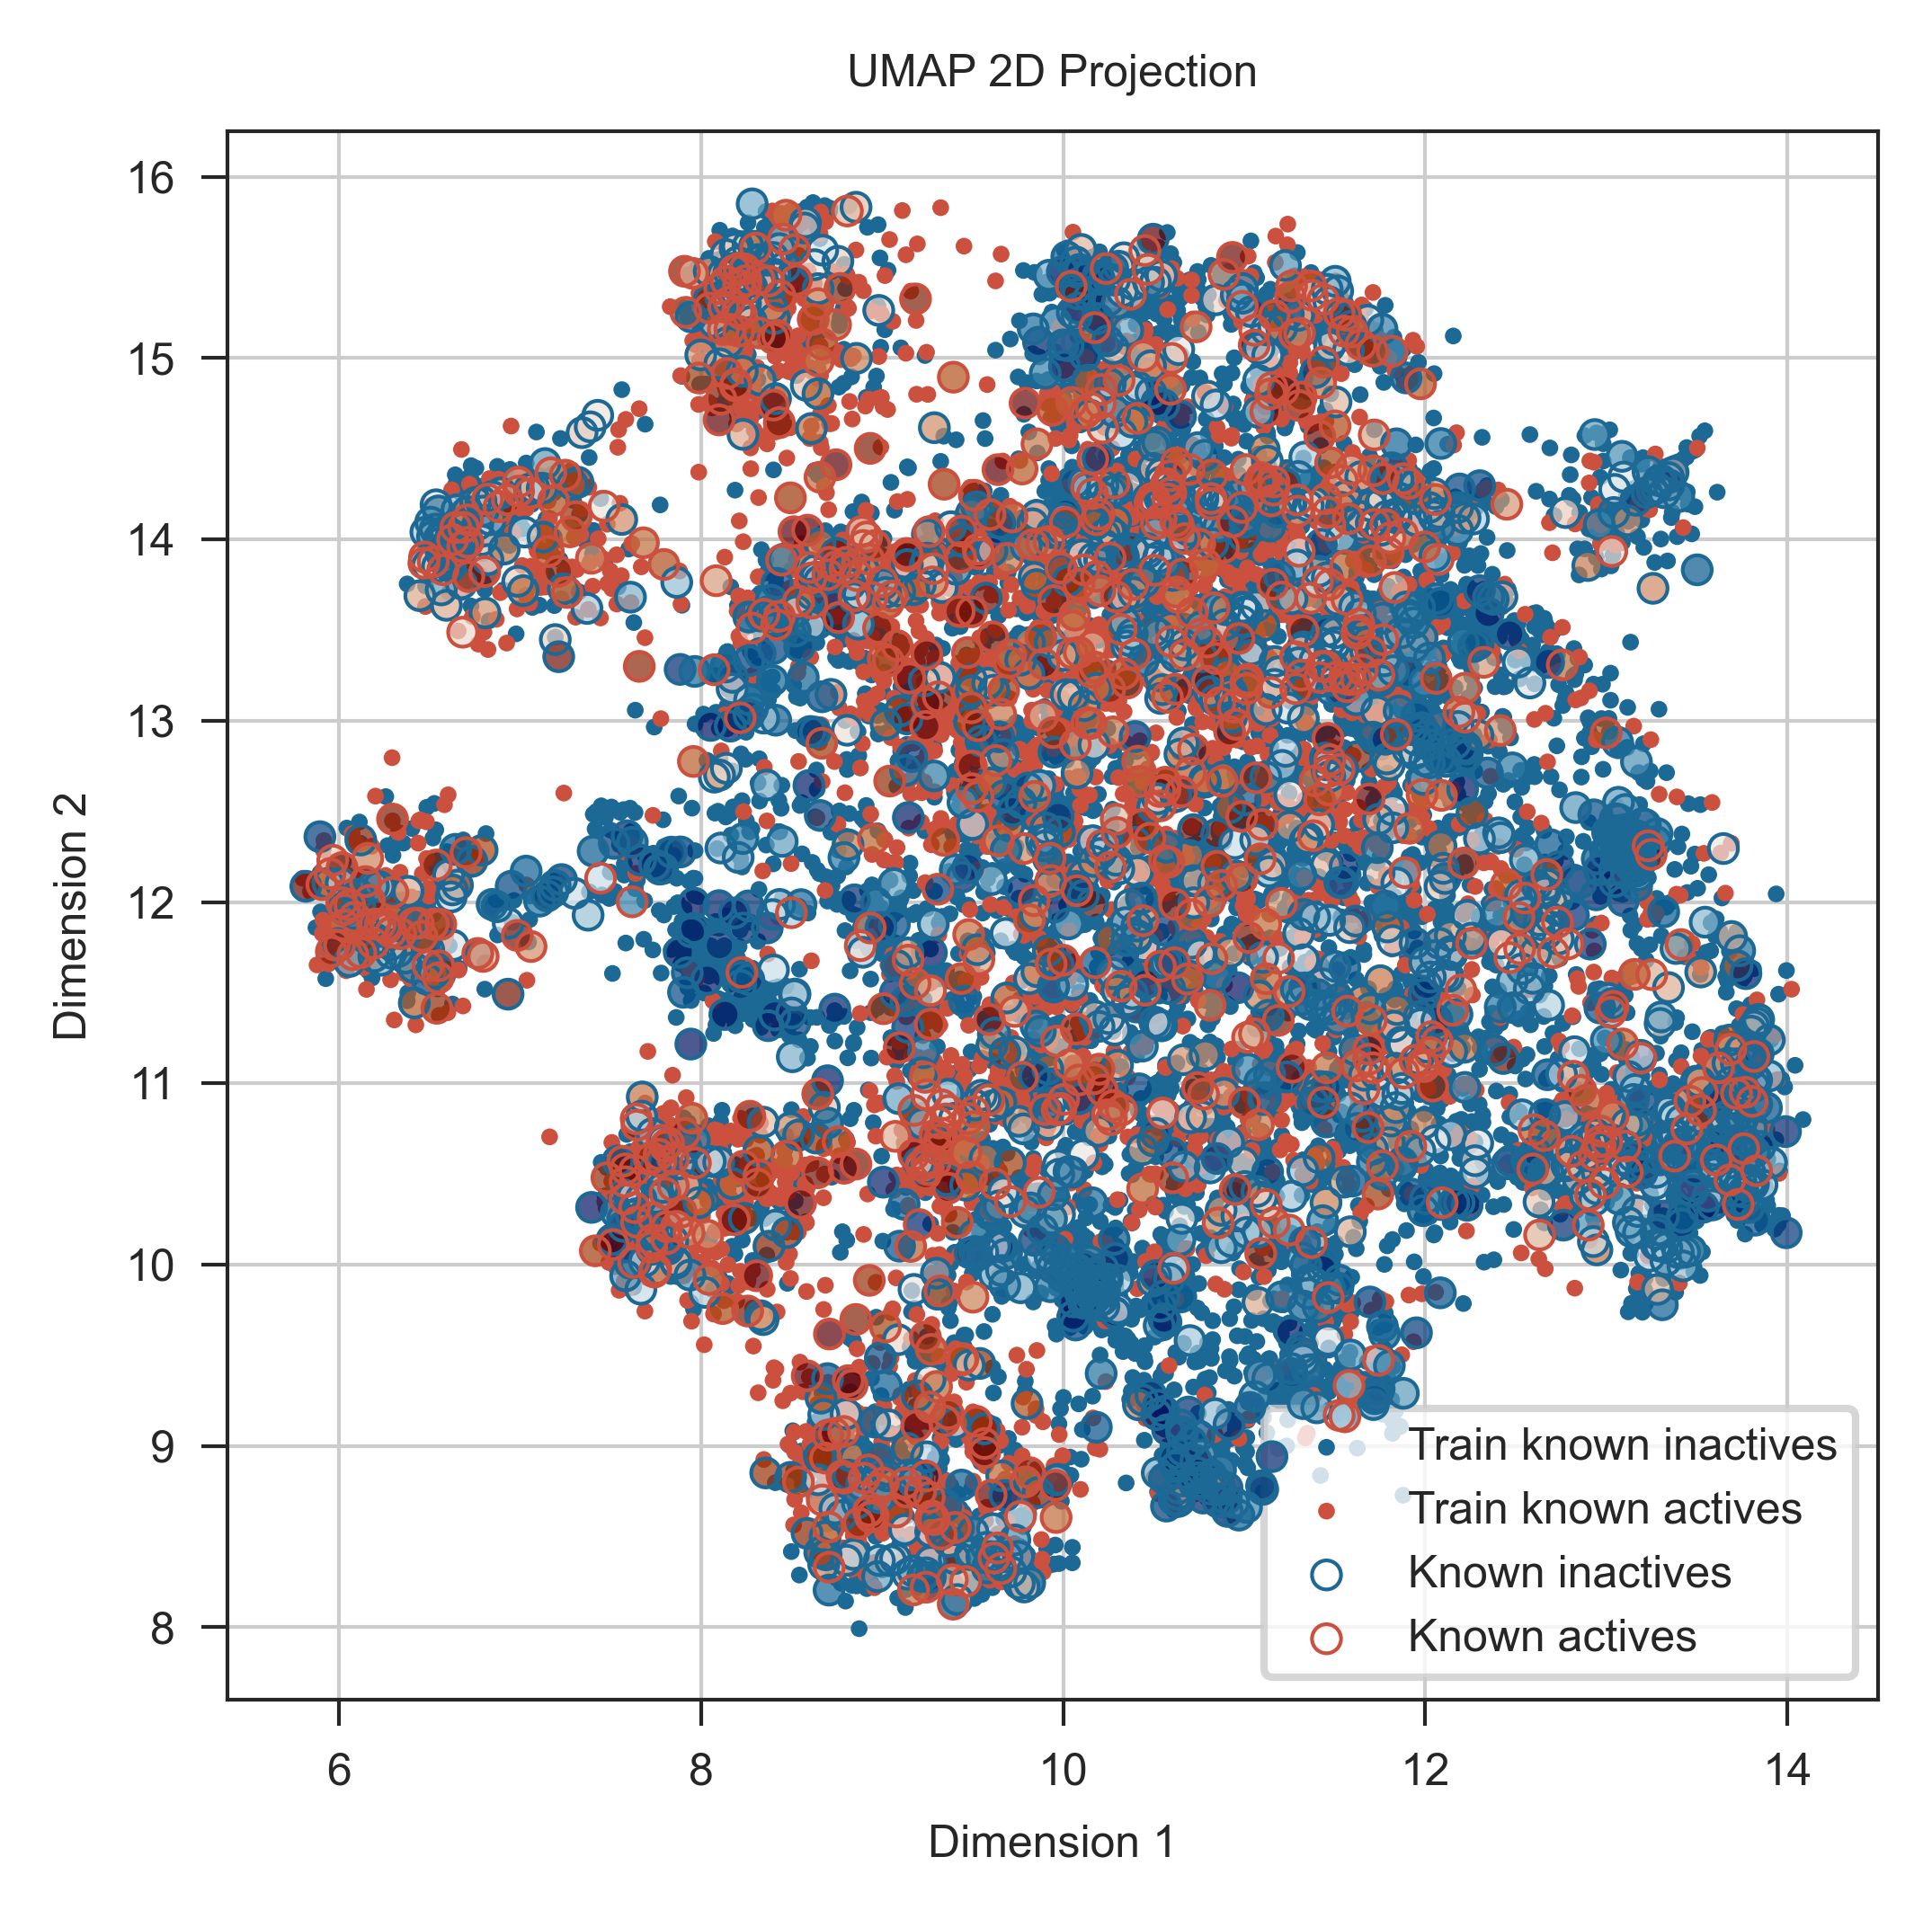 UMAP 2D Projection
16
15
14
13
12
11
10
9
8
Dimension 2
Train known inactives
Train known actives
Known inactives
Known actives
6
8
10
12
14
Dimension 1